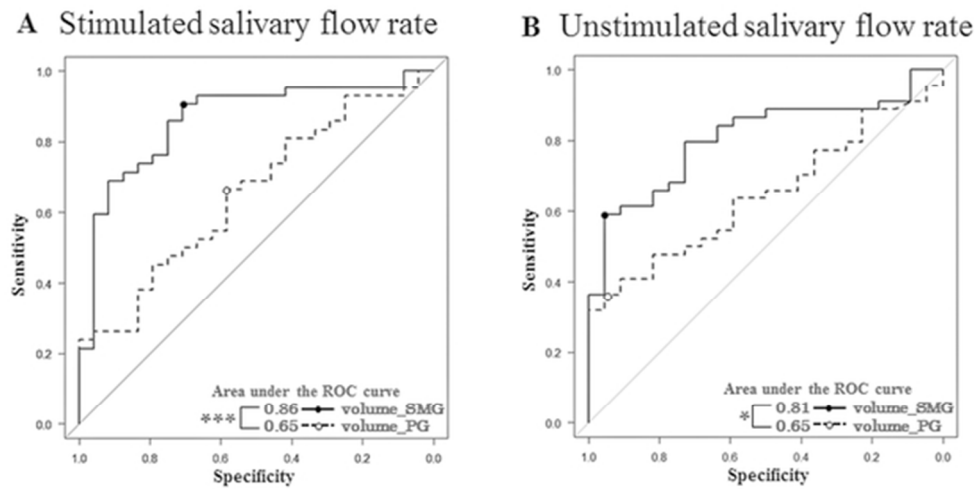 A Stimulated salivary flow rate
1.0
0.8
0.6
0.4
0.2
0.0
Sensitivity
Area under the ROC curve
*** 0.86 volume_SMG
0.65 volume_PG
1.0 0.8 0.6 0.4 0.2 0.0
Specificity
B Unstimulated salivary flow rate
1.0
0.8
0.6
0.4
0.2
0.0
Sensitivity
Area under the ROC curve
* 0.81 volume_SMG
0.65 volume_PG
1.0 0.8 0.6 0.4 0.2 0.0
Specificity